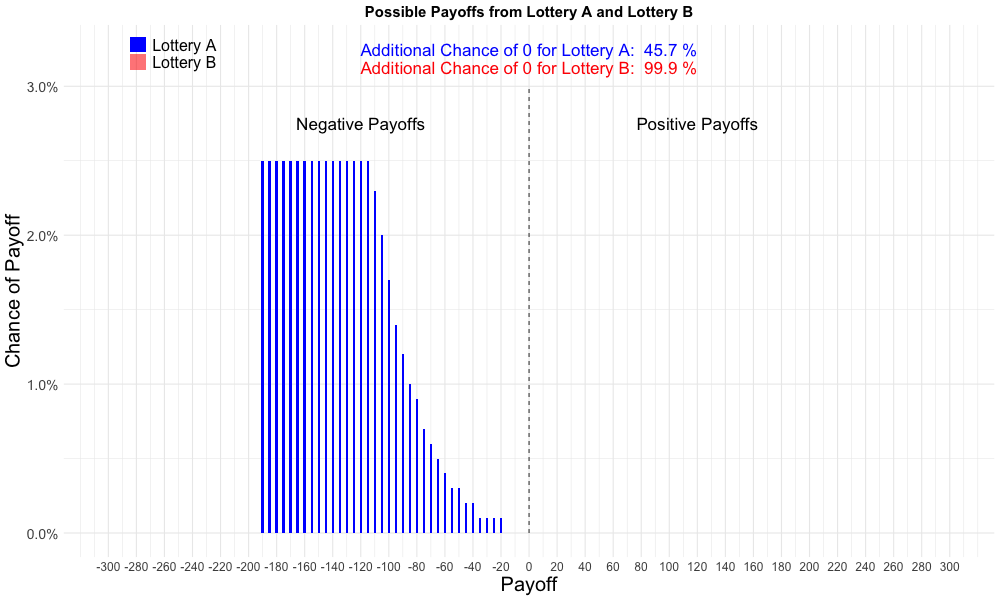 Possible Payoffs from Lottery A and Lottery B
Lottery A
Lottery B
Additional Chance of 0 for Lottery A: 45.7 %
Additional Chance of 0 for Lottery B: 99.9 %
Negative Payoffs
Positive Payoffs
Chance of Payoff
3.0%
2.0%
1.0%
0.0%
-300 -280 -260 -240 -220 -200 -180 -160 -140 -120 -100 -80 -60 -40 -20 0 20 40 60 80 100 120 140 160 180 200 220 240 260 280 300
Payoff